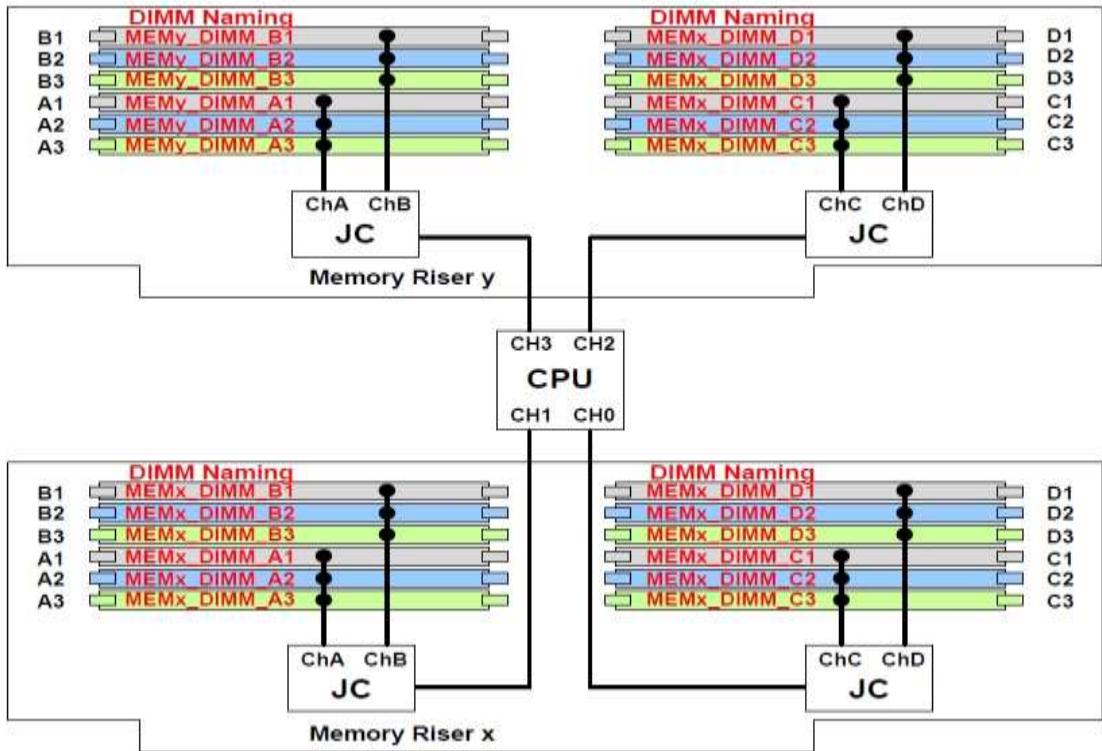 DIMM Naming
B1 MEMy_DIMM_B1
B2 MEMy_DIMM_B2
B3 MEMy_DIMM_B3
A1 MEMy_DIMM_A1
A2 MEMy_DIMM_A2
A3 MEMy_DIMM_A3
ChA ChB
JC
DIMM Naming
MEMx_DIMM_D1 D1
MEMx_DIMM_D2 D2
MEMx_DIMM_D3 D3
MEMx_DIMM_C1 C1
MEMx_DIMM_C2 C2
MEMx_DIMM_C3 C3
ChC ChD
JC
Memory Riser y
CH3 CH2
CPU
CH1 CH0
DIMM Naming
B1 MEMx_DIMM_B1
B2 MEMx_DIMM_B2
B3 MEMx_DIMM_B3
A1 MEMx_DIMM_A1
A2 MEMx_DIMM_A2
A3 MEMx_DIMM_A3
ChA ChB
JC
DIMM Naming
MEMx_DIMM_D1 D1
MEMx_DIMM_D2 D2
MEMx_DIMM_D3 D3
MEMx_DIMM_C1 C1
MEMx_DIMM_C2 C2
MEMx_DIMM_C3 C3
ChC ChD
JC
Memory Riser x